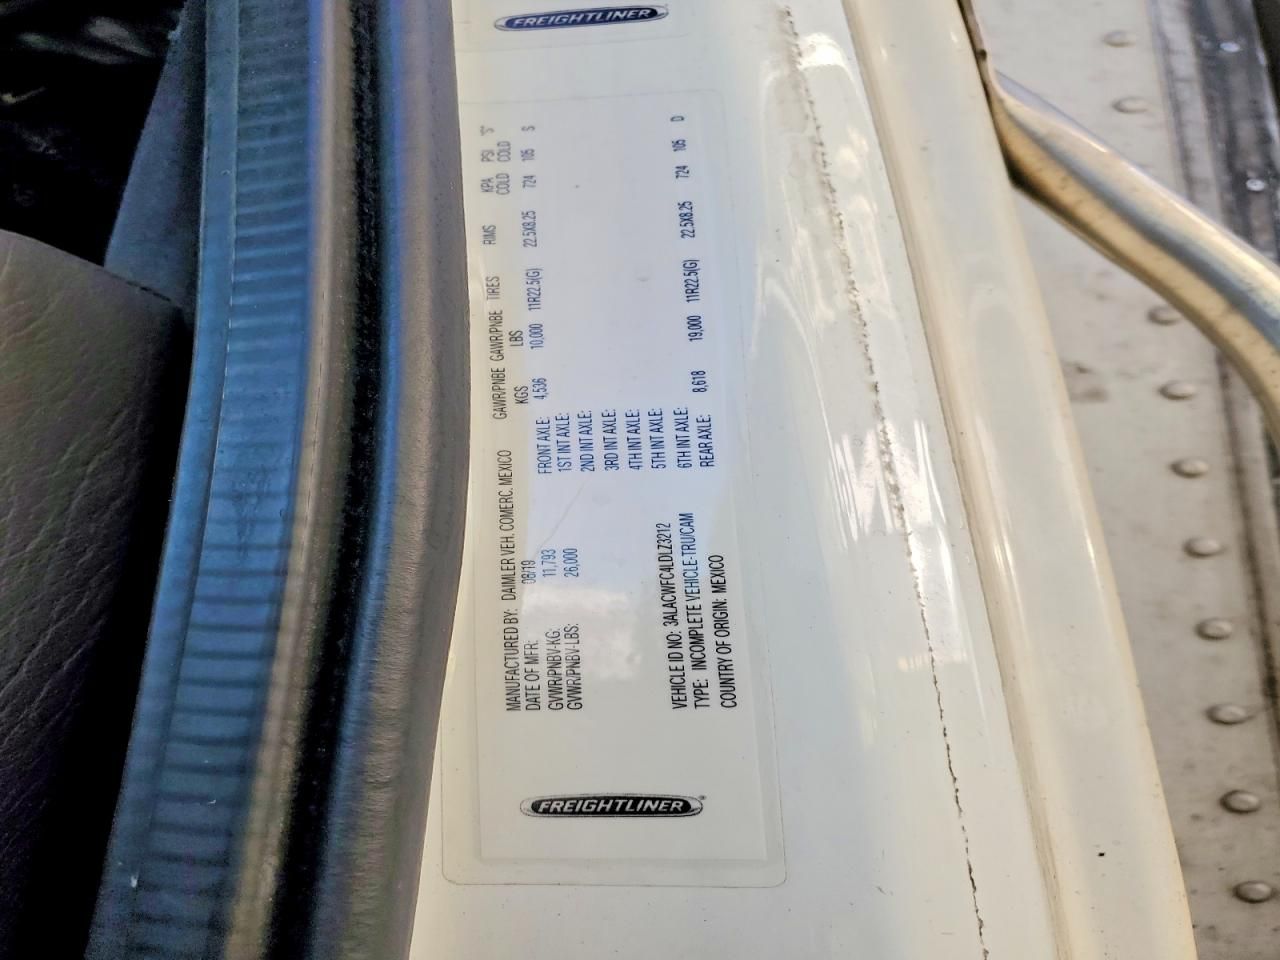 FREIGHTLINER
MANUFACTURED BY: DAIMLER VEH. COMERC. MEXICO
DATE OF MFR: 08/19
GVWR/PNBV-KG: 11,793
GVWR/PNBV-LBS: 26,000
GAWR/PNBE GAWR/PNBE TIRES RIMS KPA PSI "S"
KGS LBS COLD COLD
FRONT AXLE: 4,536 10,000 11R22.5(G) 22.5X8.25 724 105 S
1ST INT AXLE:
2ND INT AXLE:
3RD INT AXLE:
4TH INT AXLE:
5TH INT AXLE:
6TH INT AXLE:
REAR AXLE: 8,618 19,000 11R22.5(G) 22.5X8.25 724 105 D
VEHICLE ID NO: 3ALACWFC4LDLZ3212
TYPE: INCOMPLETE VEHICLE-TRU/CAM
COUNTRY OF ORIGIN: MEXICO
FREIGHTLINER